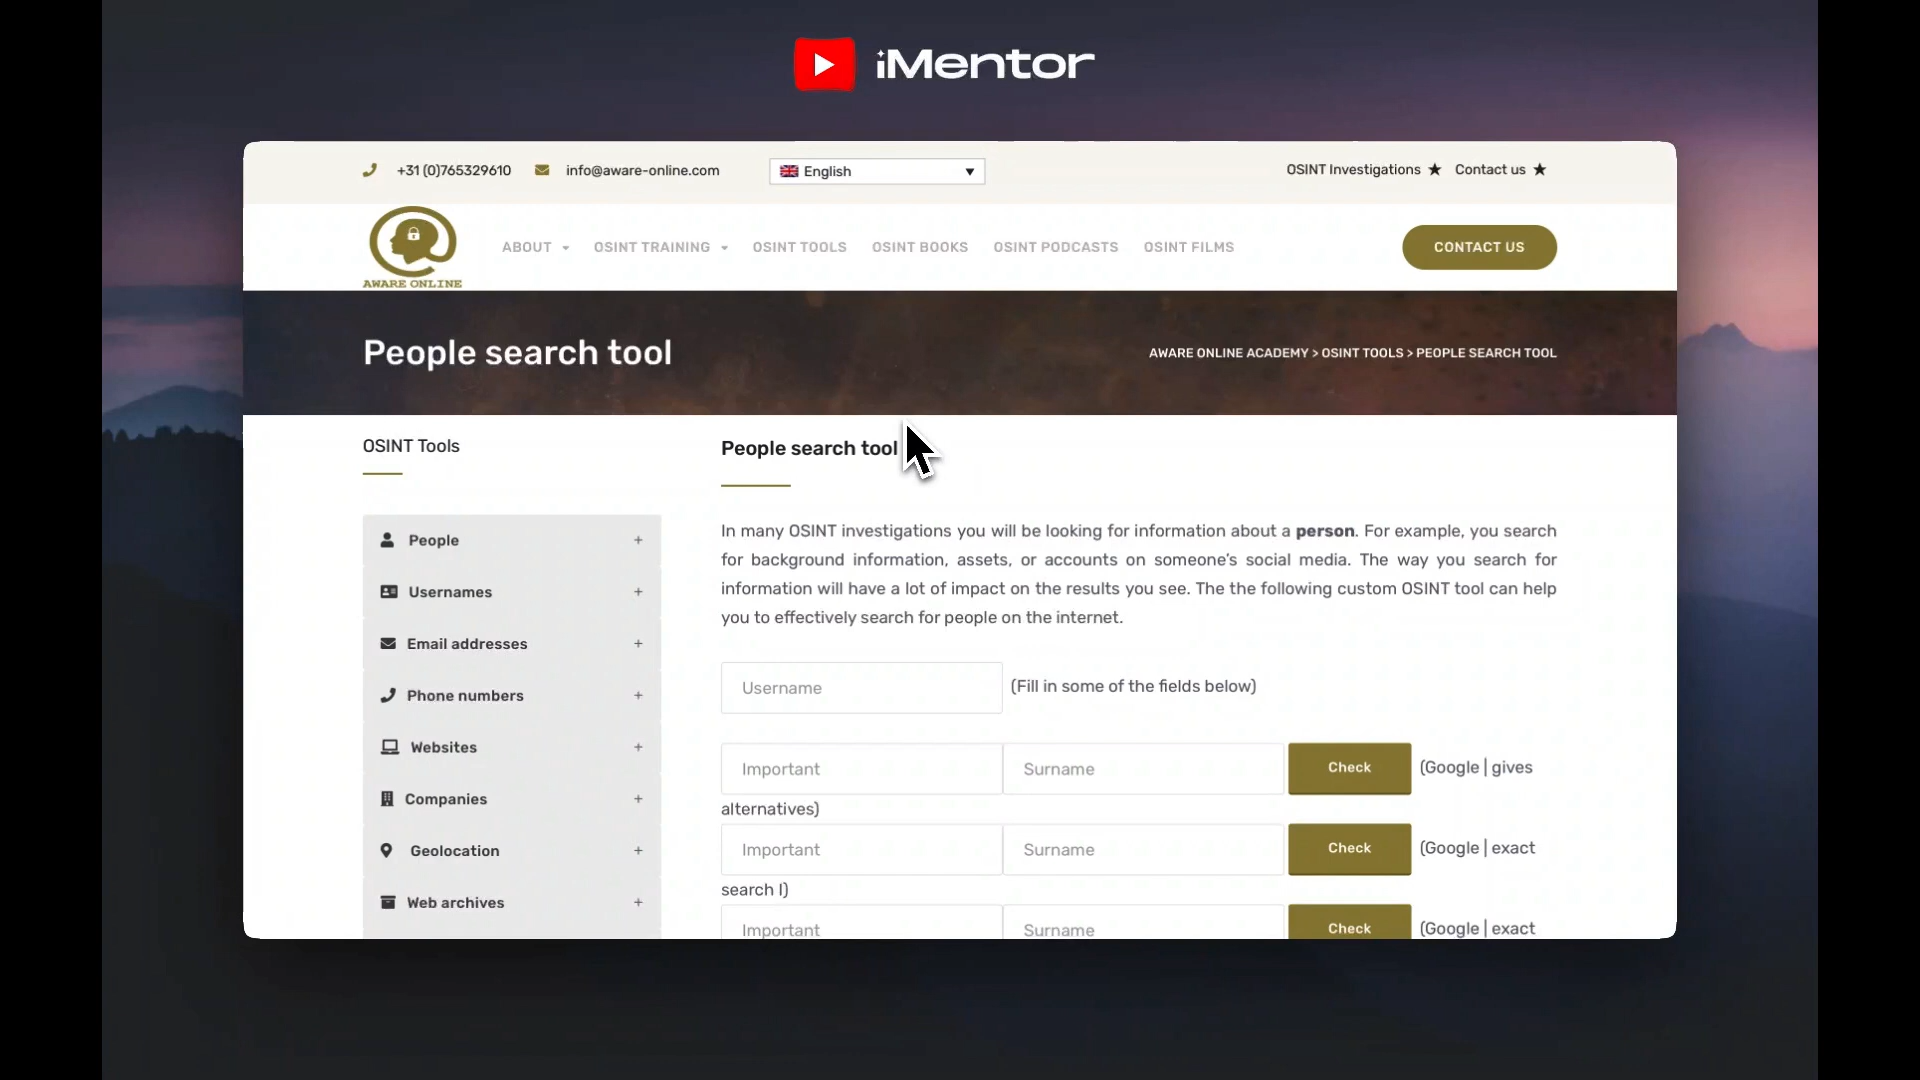 iMentor
+31 (0)765329610 info@aware-online.com English OSINT Investigations ★ Contact us ★
AWARE ONLINE
ABOUT OSINT TRAINING OSINT TOOLS OSINT BOOKS OSINT PODCASTS OSINT FILMS CONTACT US
People search tool
AWARE ONLINE ACADEMY > OSINT TOOLS > PEOPLE SEARCH TOOL
OSINT Tools
People +
Usernames +
Email addresses +
Phone numbers +
Websites +
Companies +
Geolocation +
Web archives +
People search tool
In many OSINT investigations you will be looking for information about a person. For example, you search
for background information, assets, or accounts on someone's social media. The way you search for
information will have a lot of impact on the results you see. The the following custom OSINT tool can help
you to effectively search for people on the internet.
Username (Fill in some of the fields below)
Important Surname Check (Google | gives
alternatives)
Important Surname Check (Google | exact
search I)
Important Surname Check (Google | exact